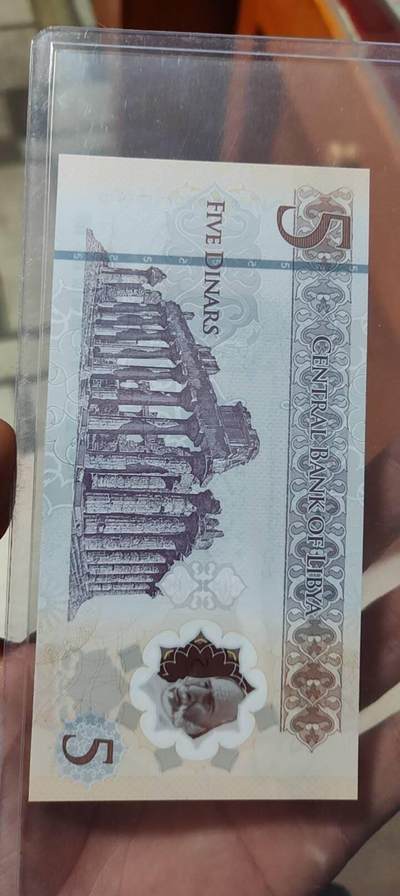 5
CENTRAL BANK OF LIBYA
FIVE DINARS
5